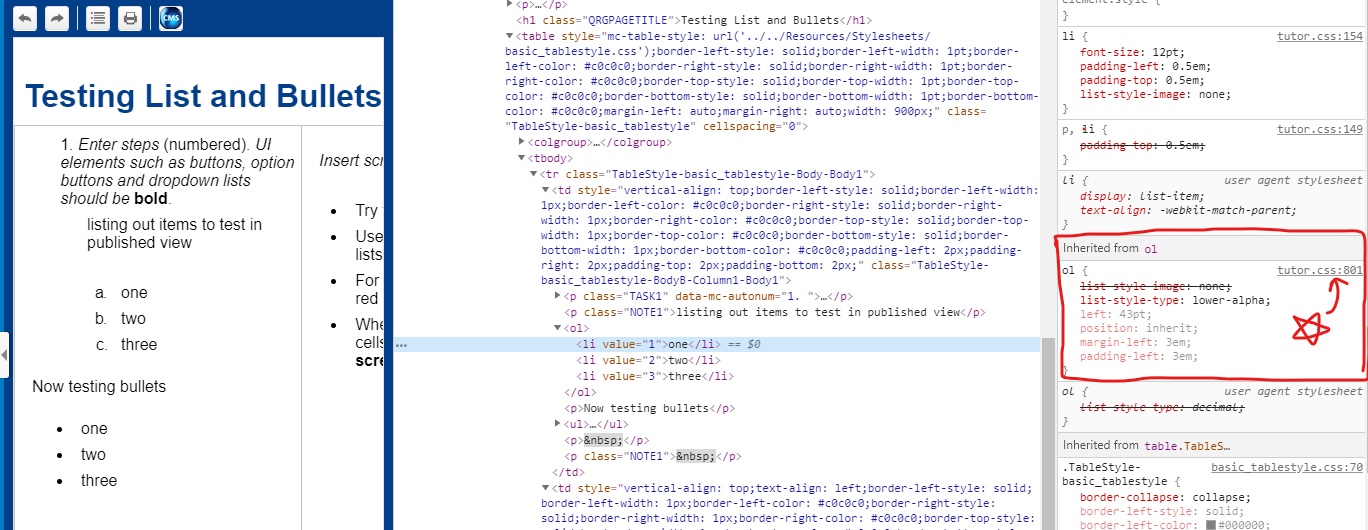 CMS
Testing List and Bullets
1. Enter steps (numbered). UI
elements such as buttons, option
buttons and dropdown lists
should be bold.
listing out items to test in
published view
a. one
b. two
c. three
Now testing bullets
• one
• two
• three
Insert scr
• Try
• Use
lists
• For
red
• Whe
cells
scre
▶<p>…</p>
<h1 class="QRGPAGETITLE">Testing List and Bullets</h1>
▼<table style="mc-table-style: url('../../Resources/Stylesheets/
basic_tablestyle.css');border-left-style: solid;border-left-width: 1pt;border-
left-color: #c0c0c0;border-right-style: solid;border-right-width: 1pt;border-
right-color: #c0c0c0;border-top-style: solid;border-top-width: 1pt;border-top-
color: #c0c0c0;border-bottom-style: solid;border-bottom-width: 1pt;border-bottom-
color: #c0c0c0;margin-left: auto;margin-right: auto;width: 900px;" class=
"TableStyle-basic_tablestyle" cellspacing="0">
▶<colgroup>…</colgroup>
▼<tbody>
▼<tr class="TableStyle-basic_tablestyle-Body-Body1">
▼<td style="vertical-align: top;border-left-style: solid;border-left-width:
1px;border-left-color: #c0c0c0;border-right-style: solid;border-right-
width: 1px;border-right-color: #c0c0c0;border-top-style: solid;border-top-
width: 1px;border-top-color: #c0c0c0;border-bottom-style: solid;border-
bottom-width: 1px;border-bottom-color: #c0c0c0;padding-left: 2px;padding-
right: 2px;padding-top: 2px;padding-bottom: 2px;" class="TableStyle-
basic_tablestyle-BodyB-Column1-Body1">
▶<p class="TASK1" data-mc-autonum="1. ">…</p>
<p class="NOTE1">listing out items to test in published view</p>
▼<ol>
… <li value="1">one</li> == $0
<li value="2">two</li>
<li value="3">three</li>
</ol>
<p>Now testing bullets</p>
▶<ul>…</ul>
<p>&nbsp;</p>
<p class="NOTE1">&nbsp;</p>
</td>
▼<td style="vertical-align: top;text-align: left;border-left-style: solid;
border-left-width: 1px;border-left-color: #c0c0c0;border-right-style:
solid;border-right-width: 1px;border-right-color: #c0c0c0;border-top-
element.style {
}
li { tutor.css:154
font-size: 12pt;
padding-left: 0.5em;
padding-top: 0.5em;
list-style-image: none;
}
p, li { tutor.css:149
padding-top: 0.5em;
}
li { user agent stylesheet
display: list-item;
text-align: -webkit-match-parent;
}
Inherited from ol
ol { tutor.css:801
list-style-image: none;
list-style-type: lower-alpha;
left: 43pt;
position: inherit;
margin-left: 3em;
padding-left: 3em;
}
ol { user agent stylesheet
list-style-type: decimal;
}
Inherited from table.TableS…
.TableStyle- basic_tablestyle.css:70
basic_tablestyle {
border-collapse: collapse;
border-left-style: solid;
border-left-color: #000000;